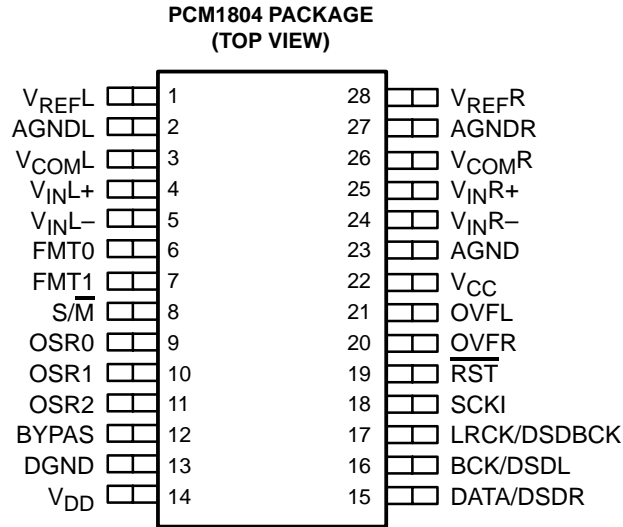 PCM1804 PACKAGE
(TOP VIEW)
VREFL 1 28 VREFR
AGNDL 2 27 AGNDR
VCOML 3 26 VCOMR
VINL+ 4 25 VINR+
VINL– 5 24 VINR–
FMT0 6 23 AGND
FMT1 7 22 VCC
S/M̅ 8 21 OVFL
OSR0 9 20 OVFR
OSR1 10 19 R̅S̅T̅
OSR2 11 18 SCKI
BYPAS 12 17 LRCK/DSDBCK
DGND 13 16 BCK/DSDL
VDD 14 15 DATA/DSDR